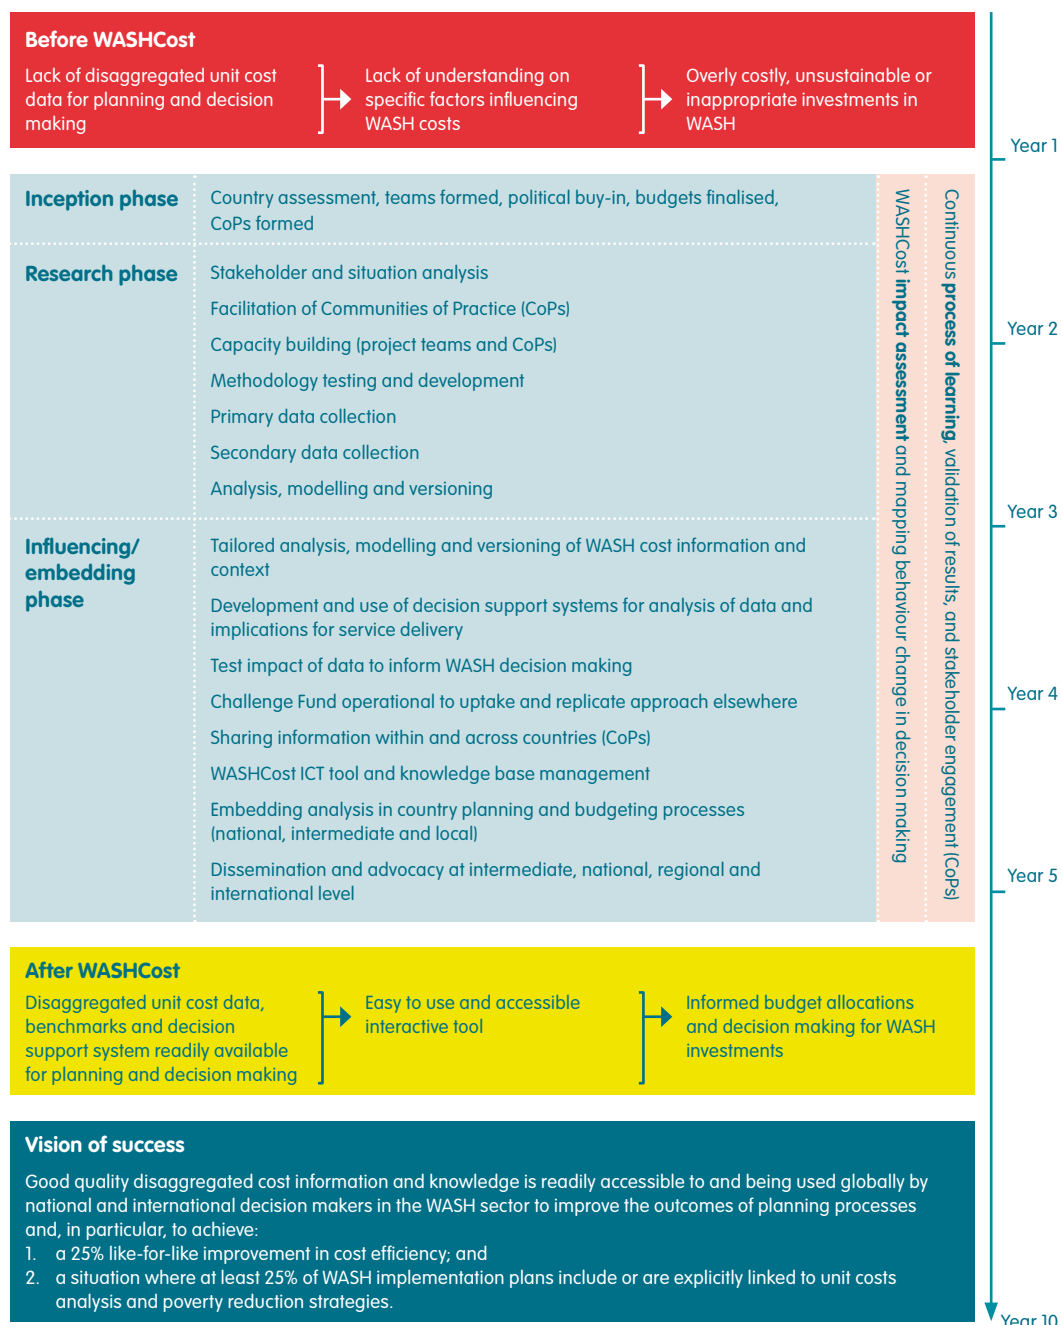 Before WASHCost
Lack of disaggregated unit cost
data for planning and decision
making
Lack of understanding on
specific factors influencing
WASH costs
Overly costly, unsustainable or
inappropriate investments in
WASH
Year 1
Inception phase
Country assessment, teams formed, political buy-in, budgets finalised,
CoPs formed
Research phase
Stakeholder and situation analysis
Facilitation of Communities of Practice (CoPs)
Capacity building (project teams and CoPs)
Methodology testing and development
Primary data collection
Secondary data collection
Analysis, modelling and versioning
Influencing/
embedding
phase
Tailored analysis, modelling and versioning of WASH cost information and
context
Development and use of decision support systems for analysis of data and
implications for service delivery
Test impact of data to inform WASH decision making
Challenge Fund operational to uptake and replicate approach elsewhere
Sharing information within and across countries (CoPs)
WASHCost ICT tool and knowledge base management
Embedding analysis in country planning and budgeting processes
(national, intermediate and local)
Dissemination and advocacy at intermediate, national, regional and
international level
WASHCost impact assessment and mapping behaviour change in decision making
Continuous process of learning, validation of results, and stakeholder engagement (CoPs)
Year 2
Year 3
Year 4
Year 5
After WASHCost
Disaggregated unit cost data,
benchmarks and decision
support system readily available
for planning and decision making
Easy to use and accessible
interactive tool
Informed budget allocations
and decision making for WASH
investments
Vision of success
Good quality disaggregated cost information and knowledge is readily accessible to and being used globally by
national and international decision makers in the WASH sector to improve the outcomes of planning processes
and, in particular, to achieve:
1. a 25% like-for-like improvement in cost efficiency; and
2. a situation where at least 25% of WASH implementation plans include or are explicitly linked to unit costs
analysis and poverty reduction strategies.
Year 10